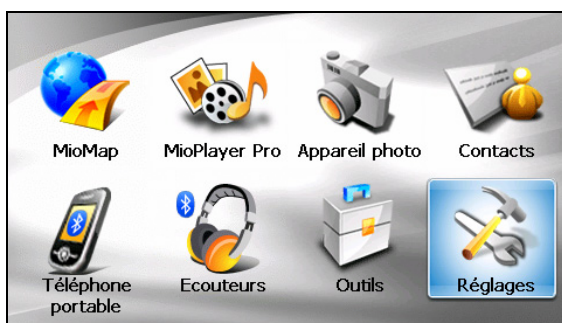 MioMap
MioPlayer Pro
Appareil photo
Contacts
Téléphone
portable
Ecouteurs
Outils
Réglages